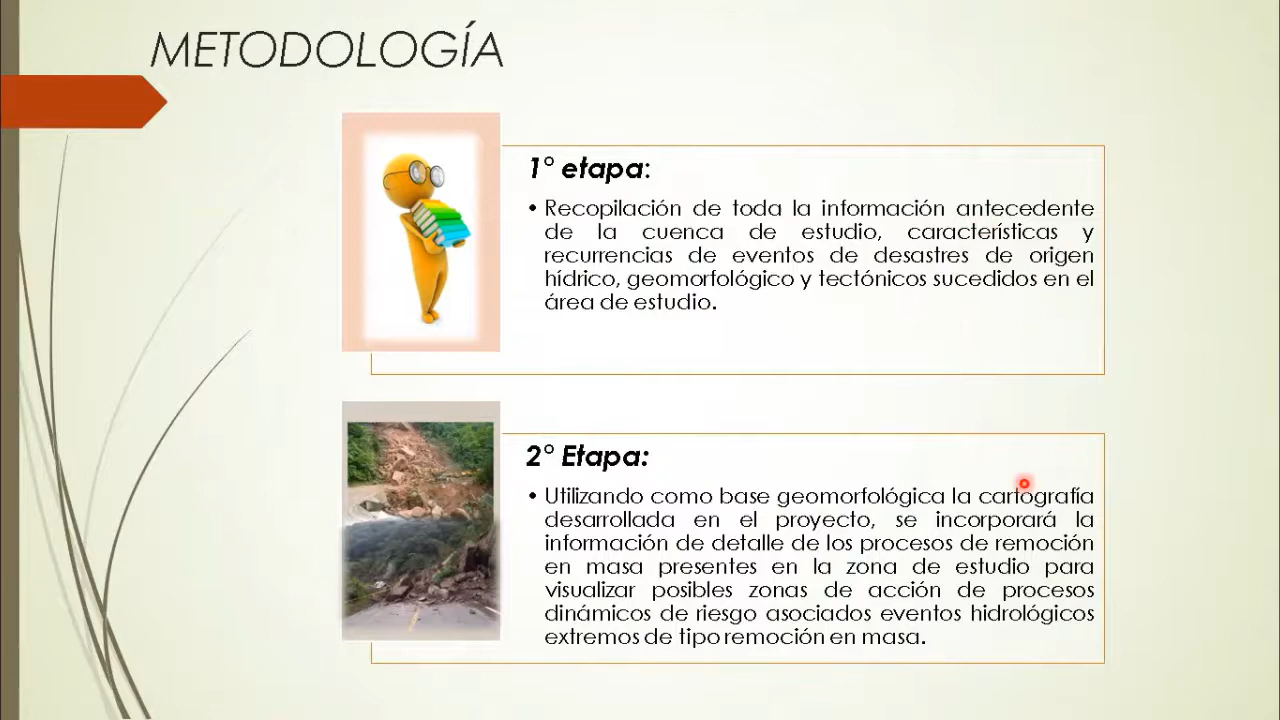 METODOLOGÍA
1° etapa:
• Recopilación de toda la información antecedente
de la cuenca de estudio, características y
recurrencias de eventos de desastres de origen
hídrico, geomorfológico y tectónicos sucedidos en el
área de estudio.
2° Etapa:
• Utilizando como base geomorfológica la cartografía
desarrollada en el proyecto, se incorporará la
información de detalle de los procesos de remoción
en masa presentes en la zona de estudio para
visualizar posibles zonas de acción de procesos
dinámicos de riesgo asociados eventos hidrológicos
extremos de tipo remoción en masa.